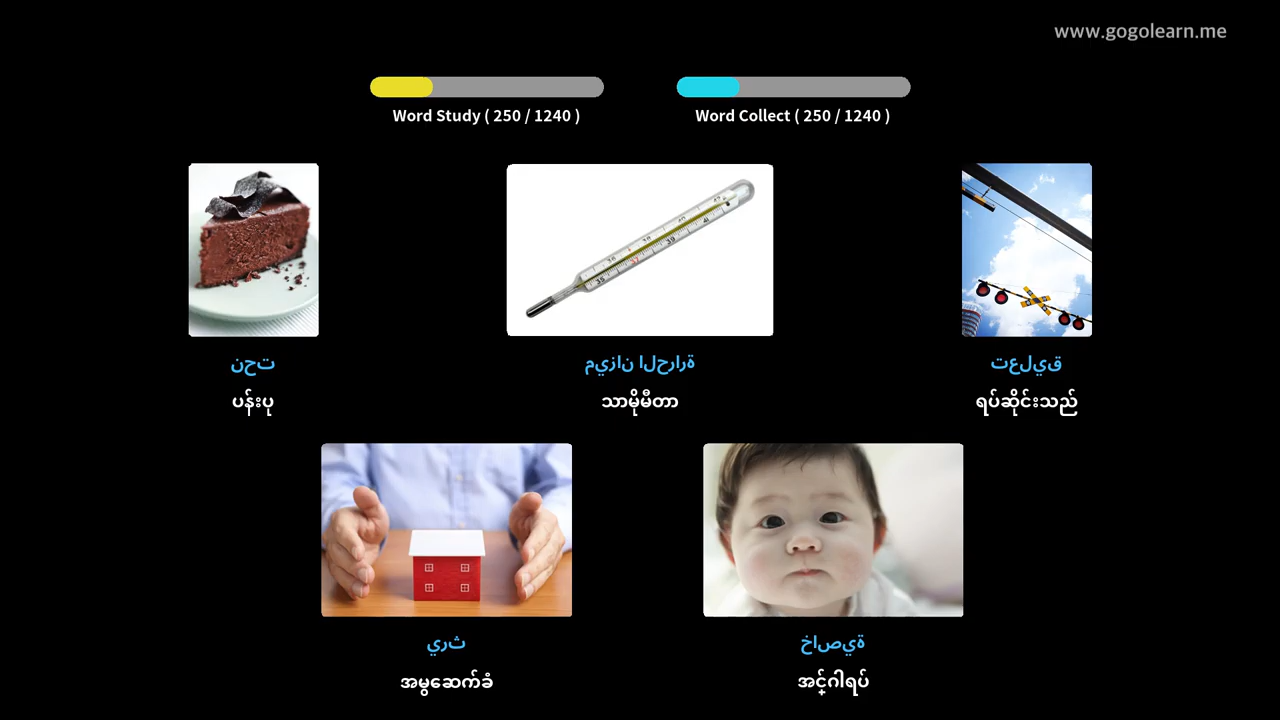 www.gogolearn.me
Word Study ( 250 / 1240 )
Word Collect ( 250 / 1240 )
نحت
ပန်းပု
ميزان الحرارة
သာမိုမီတာ
تعليق
ရပ်ဆိုင်းသည်
يرث
အမွေဆက်ခံ
خاصية
အင်္ဂါရပ်